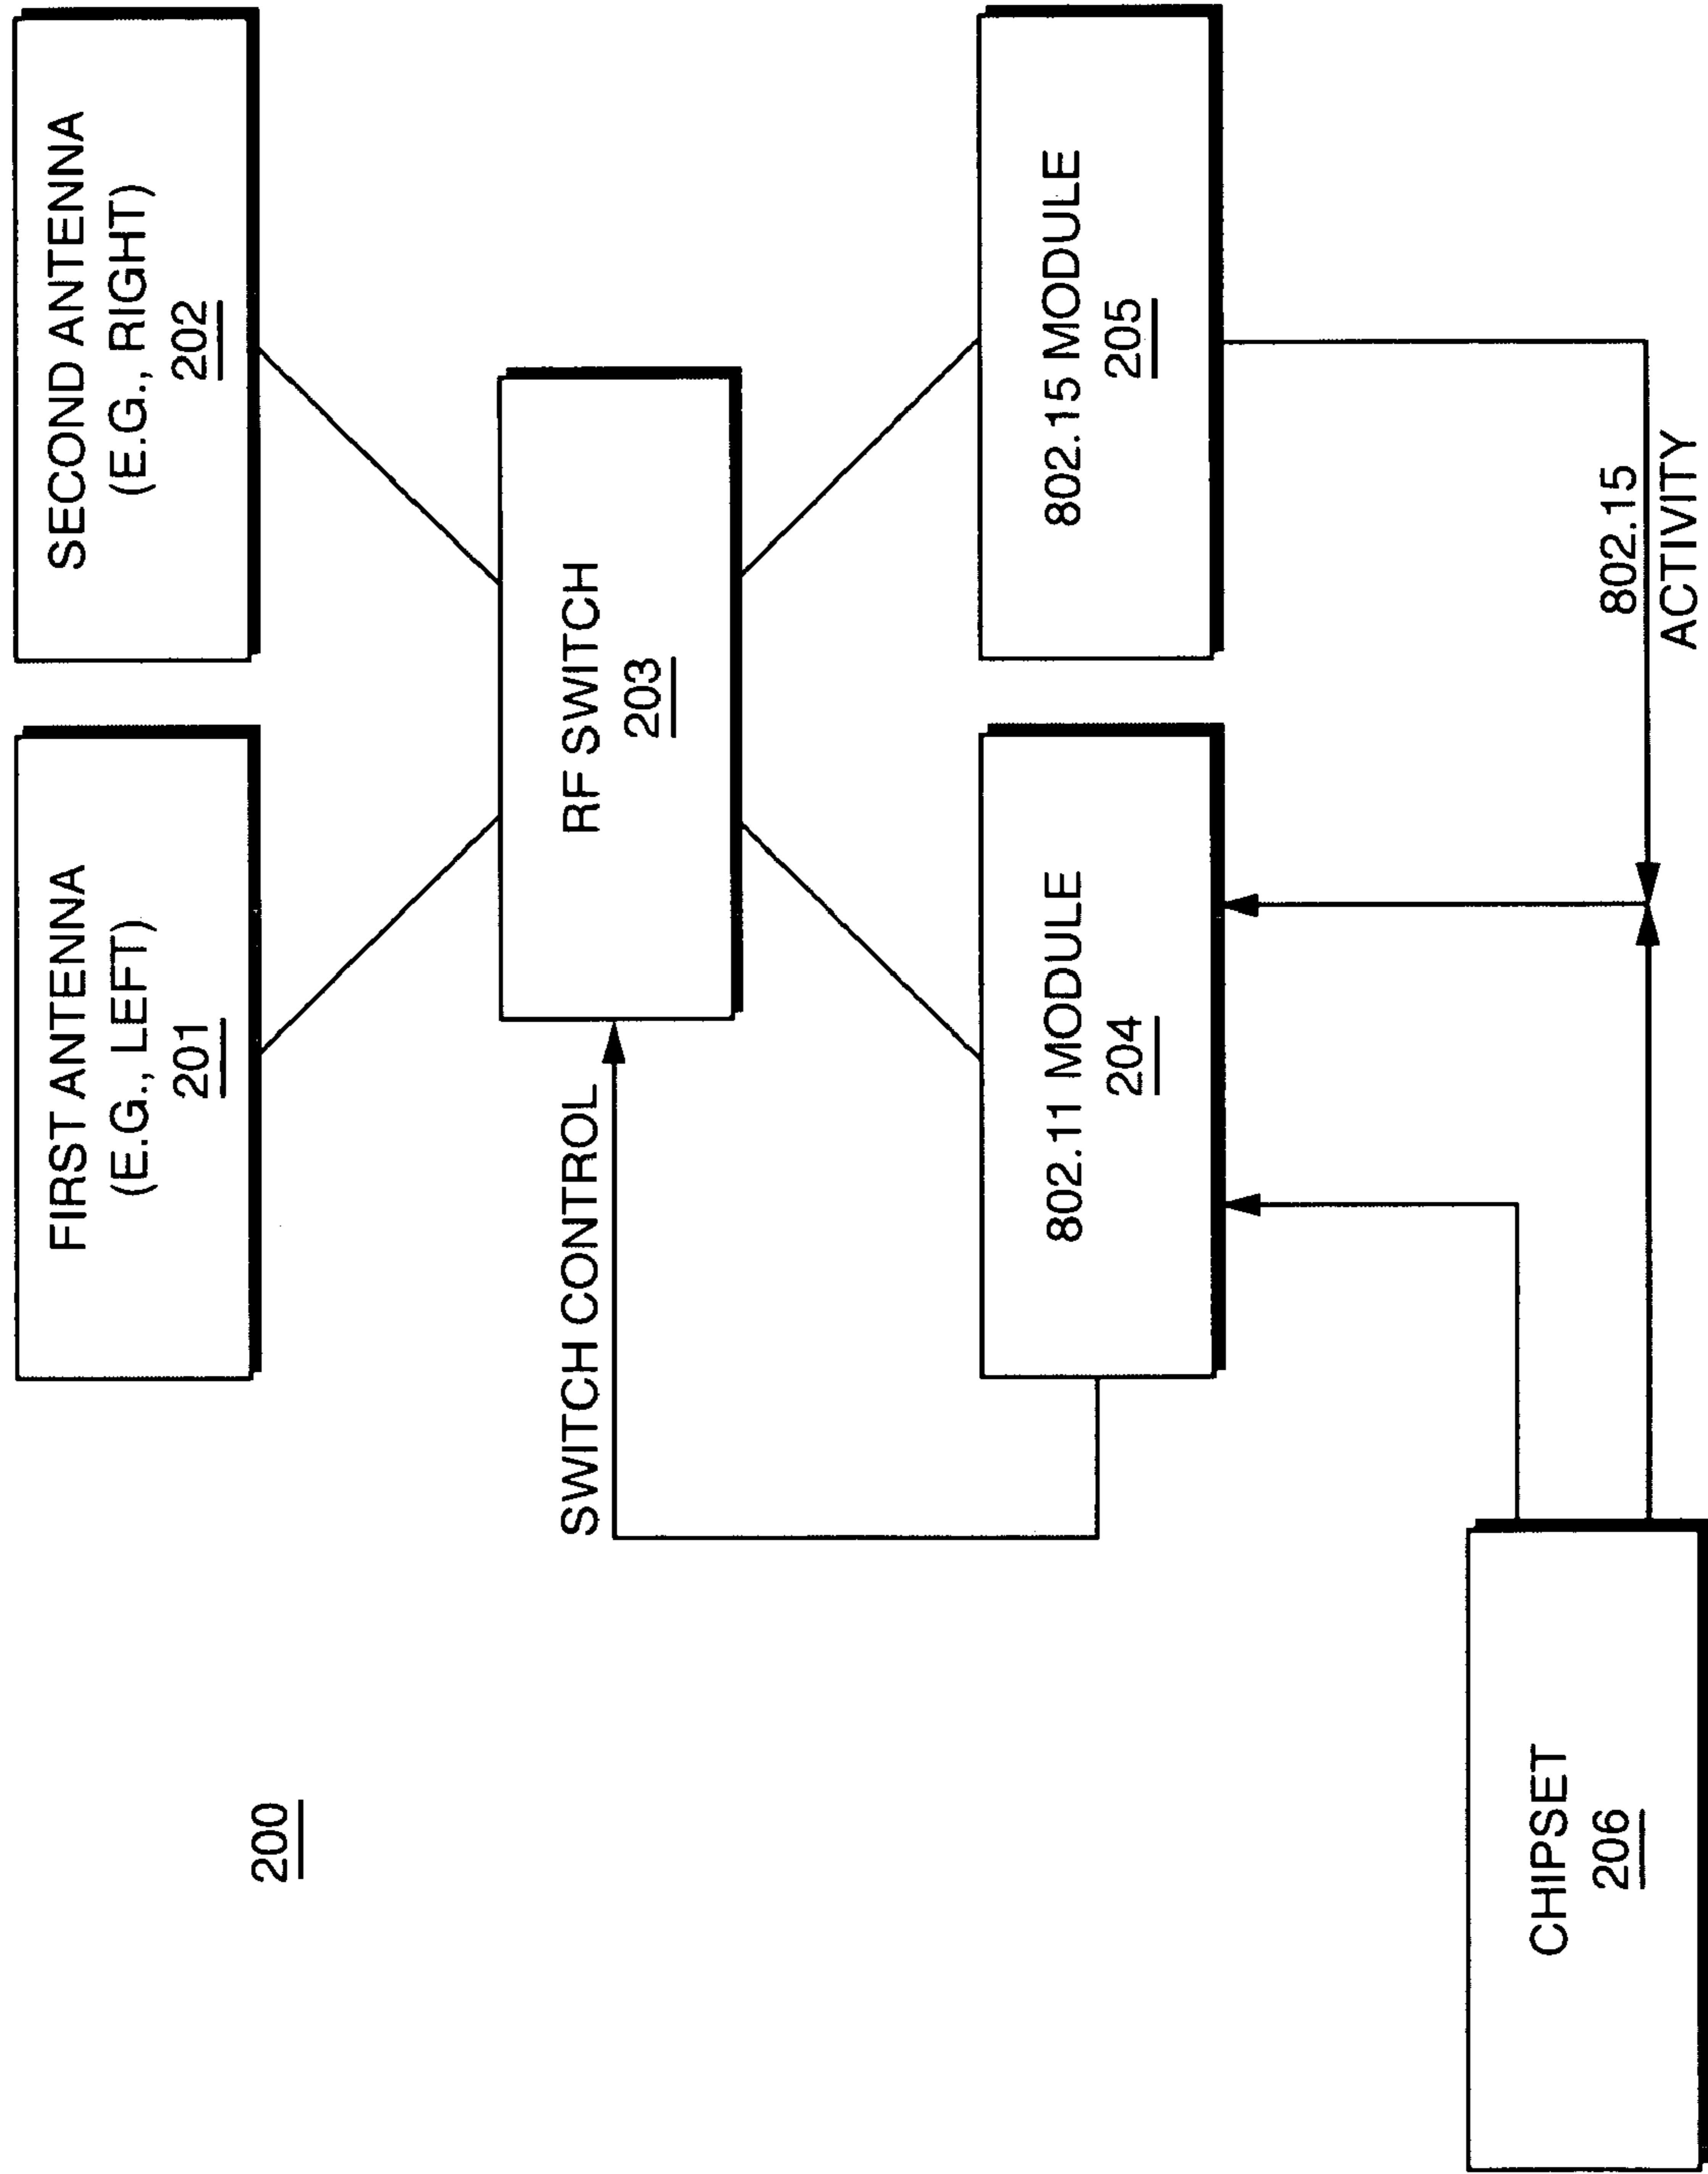 200
FIRST ANTENNA
(E.G., LEFT)
201
SECOND ANTENNA
(E.G., RIGHT)
202
SWITCH CONTROL
RF SWITCH
203
802.11 MODULE
204
802.15 MODULE
205
CHIPSET
206
802.15
ACTIVITY